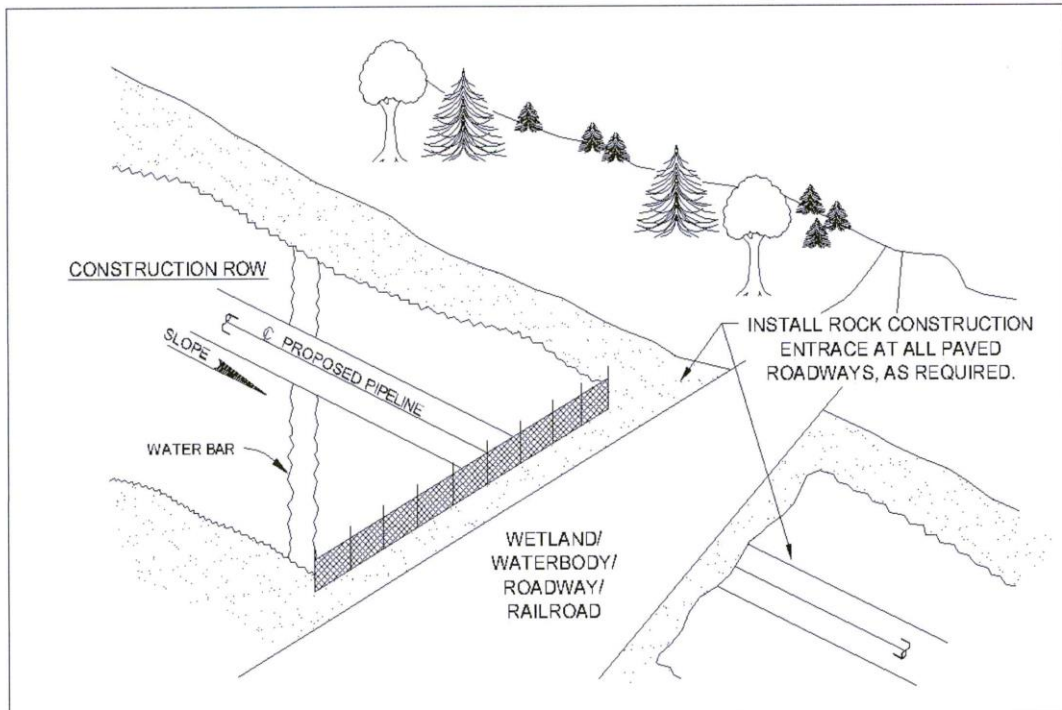 CONSTRUCTION ROW
℄ PROPOSED PIPELINE
SLOPE
WATER BAR
INSTALL ROCK CONSTRUCTION
ENTRACE AT ALL PAVED
ROADWAYS, AS REQUIRED.
WETLAND/
WATERBODY/
ROADWAY/
RAILROAD